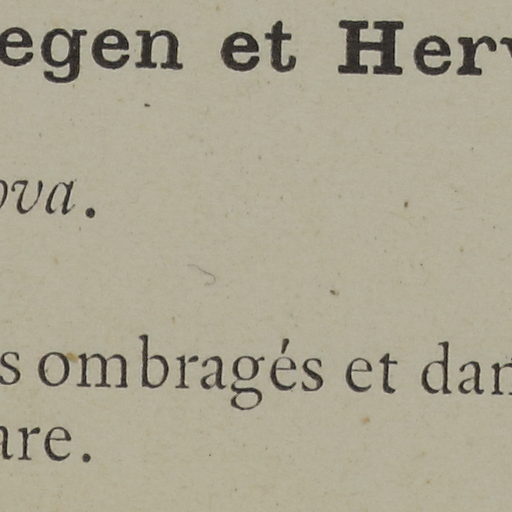 egen et Herv
ova.
s ombragés et dan
are.